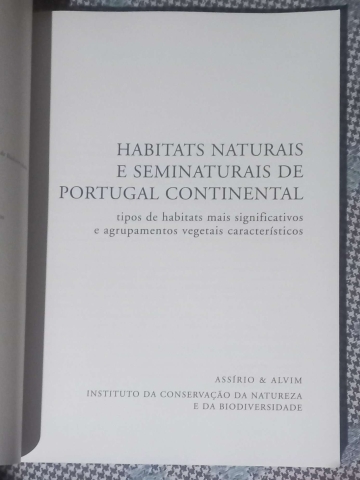 HABITATS NATURAIS
E SEMINATURAIS DE
PORTUGAL CONTINENTAL
tipos de habitats mais significativos
e agrupamentos vegetais característicos
ASSÍRIO & ALVIM
INSTITUTO DA CONSERVAÇÃO DA NATUREZA
E DA BIODIVERSIDADE